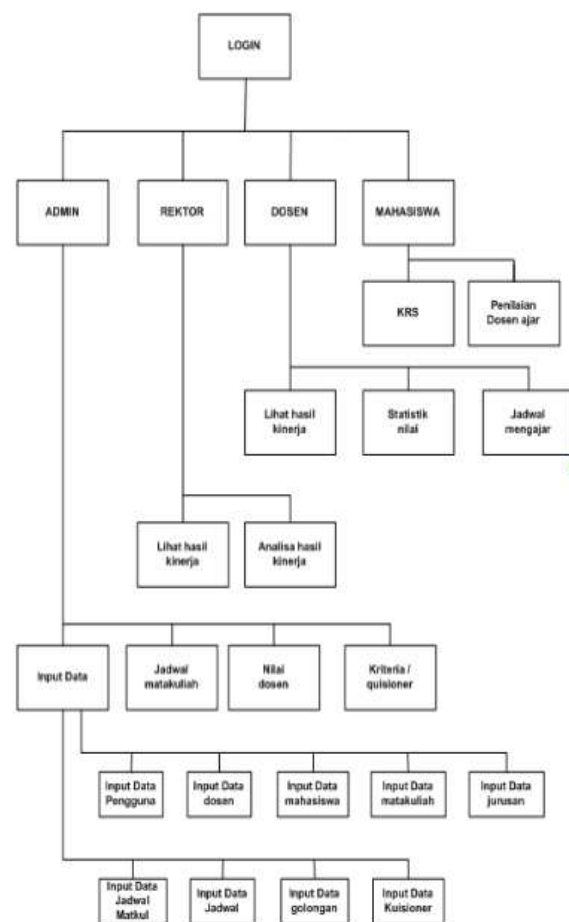 LOGIN
ADMIN
REKTOR
DOSEN
MAHASISWA
KRS
Penilaian
Dosen ajar
Lihat hasil
kinerja
Statistik
nilai
Jadwal
mengajar
Lihat hasil
kinerja
Analisa hasil
kinerja
Input Data
Jadwal
matakuliah
Nilai
dosen
Kriteria /
quisioner
Input Data
Pengguna
Input Data
dosen
Input Data
mahasiswa
Input Data
matakuliah
Input Data
jurusan
Input Data
Jadwal
Matkul
Input Data
Jadwal
Input Data
golongan
Input Data
Kuisioner